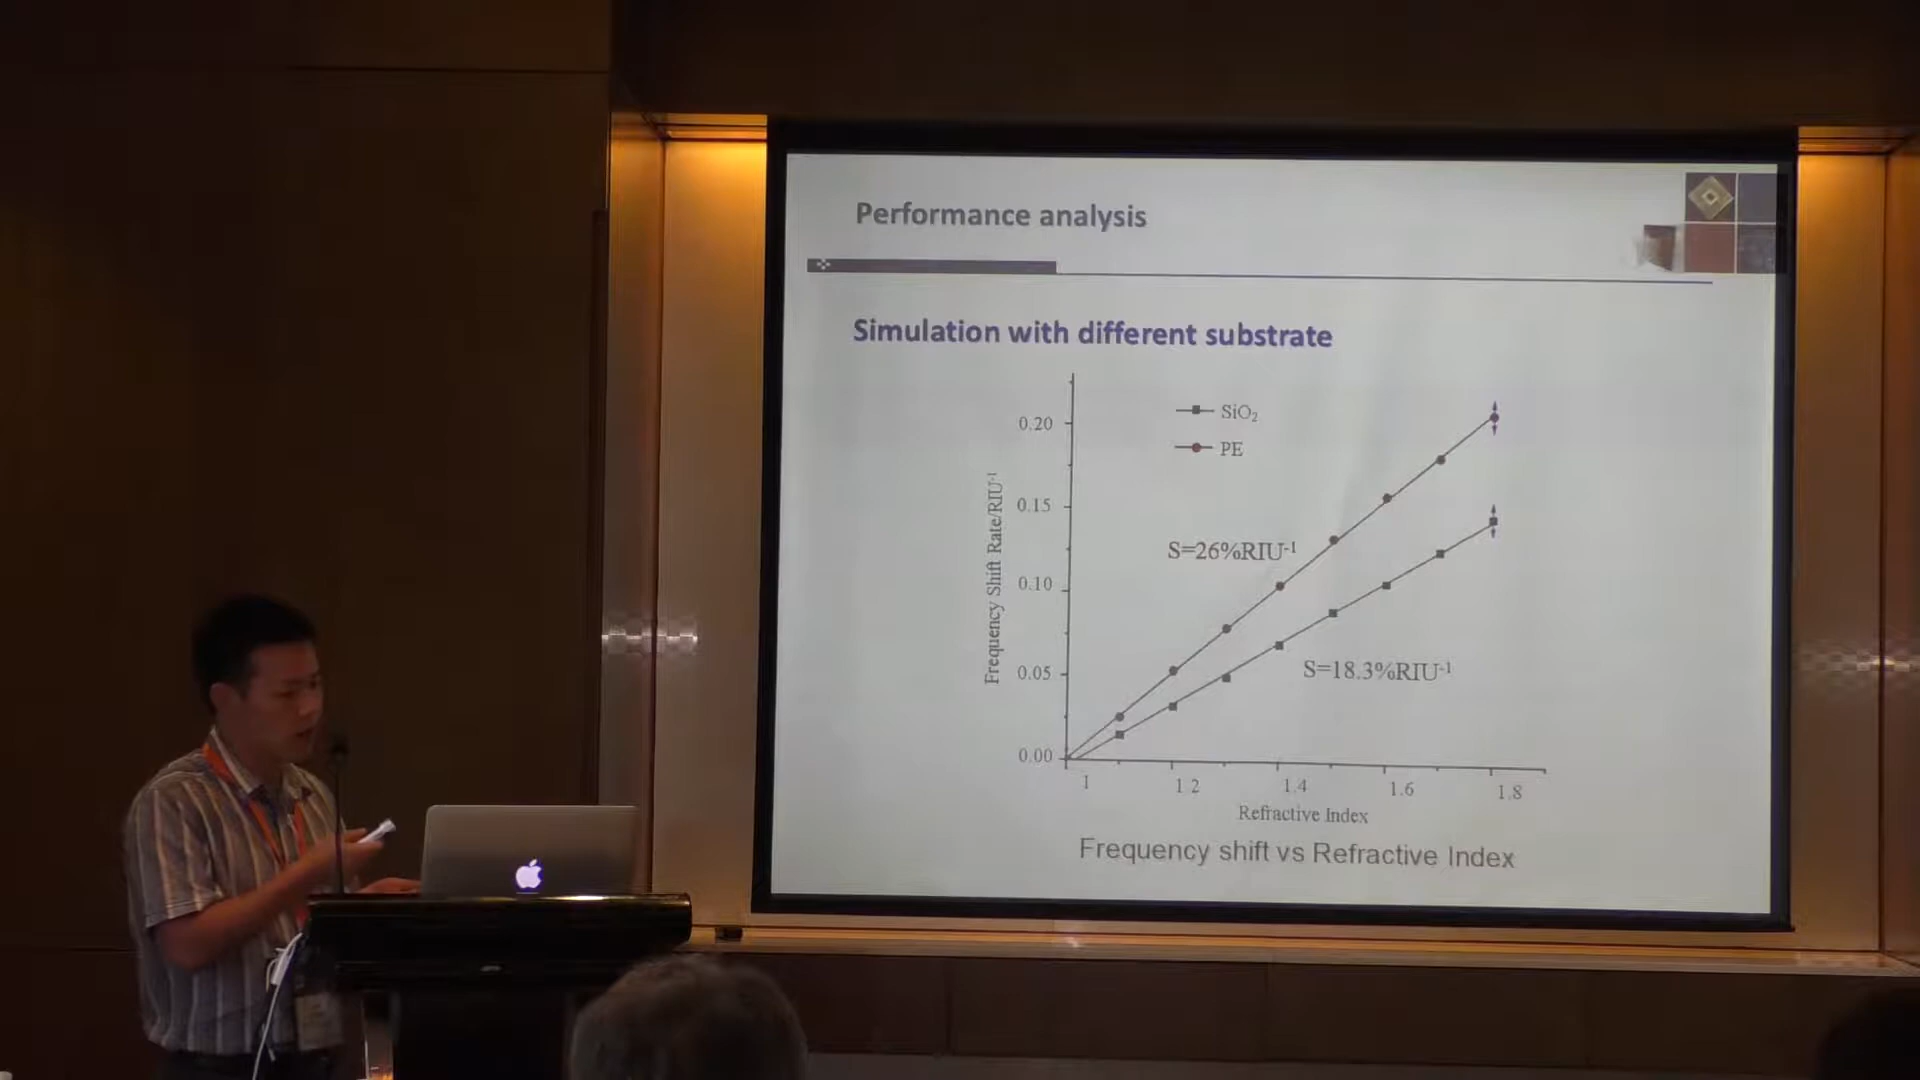 Performance analysis
Simulation with different substrate
SiO₂
PE
0.20
0.15
0.10
0.05
0.00
Frequency Shift Rate/RIU⁻¹
S=26%RIU⁻¹
S=18.3%RIU⁻¹
1
1 2
1.4
1.6
1.8
Refractive Index
Frequency shift vs Refractive Index